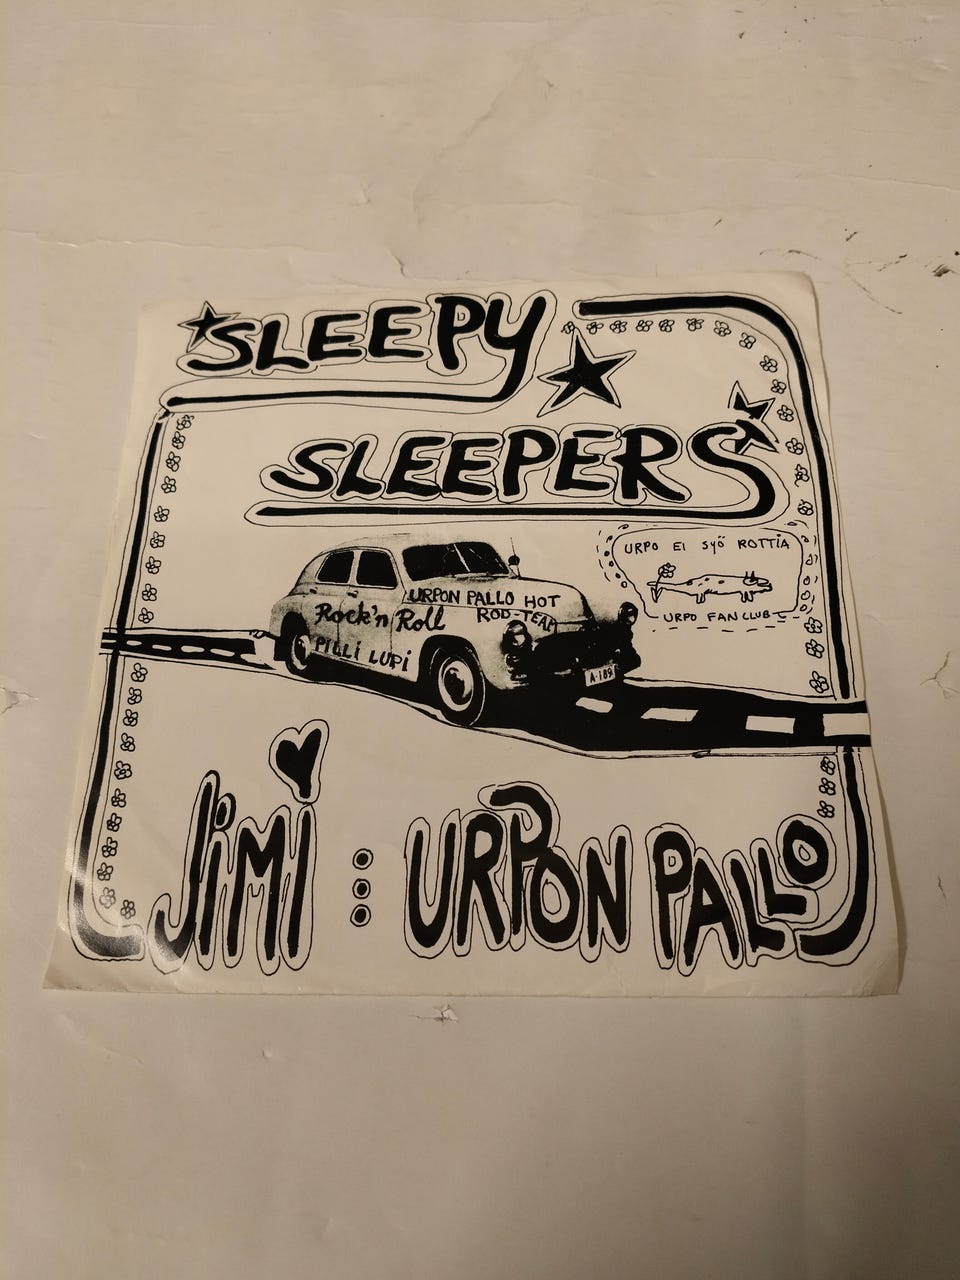 SLEEPY
SLEEPERS
URPO EI SYÖ ROTTIA
URPO FAN CLUB
URPON PALLO HOT
ROD-TEAM
Rock'n Roll
PILLI LUPI
A-189
JiMi : URPON PALLO